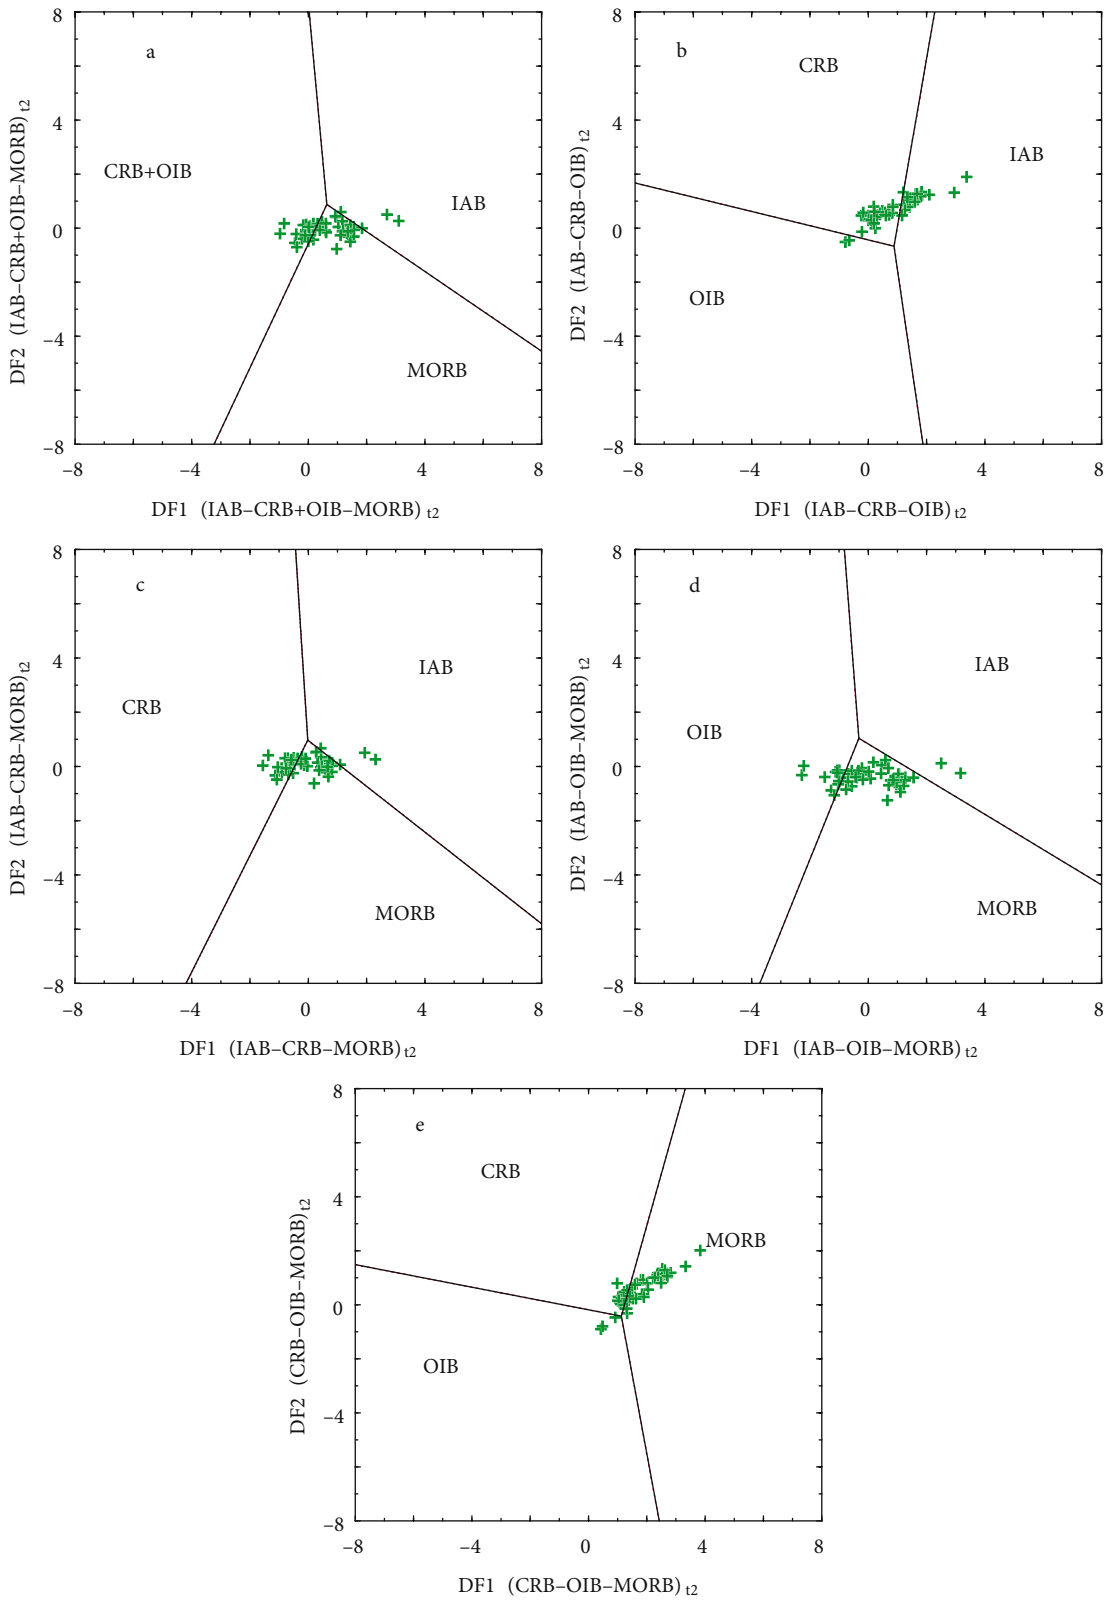 a
8
4
0
−4
−8
CRB+OIB
IAB
MORB
−8 −4 0 4 8
DF2 (IAB–CRB+OIB–MORB) t2
DF1 (IAB–CRB+OIB–MORB) t2
b
8
4
0
−4
−8
CRB
IAB
OIB
−8 −4 0 4 8
DF2 (IAB–CRB–OIB) t2
DF1 (IAB–CRB–OIB) t2
c
8
4
0
−4
−8
IAB
CRB
MORB
−8 −4 0 4 8
DF2 (IAB–CRB–MORB) t2
DF1 (IAB–CRB–MORB) t2
d
8
4
0
−4
−8
IAB
OIB
MORB
−8 −4 0 4 8
DF2 (IAB–OIB–MORB) t2
DF1 (IAB–OIB–MORB) t2
e
8
4
0
−4
−8
CRB
MORB
OIB
−8 −4 0 4 8
DF2 (CRB–OIB–MORB) t2
DF1 (CRB–OIB–MORB) t2